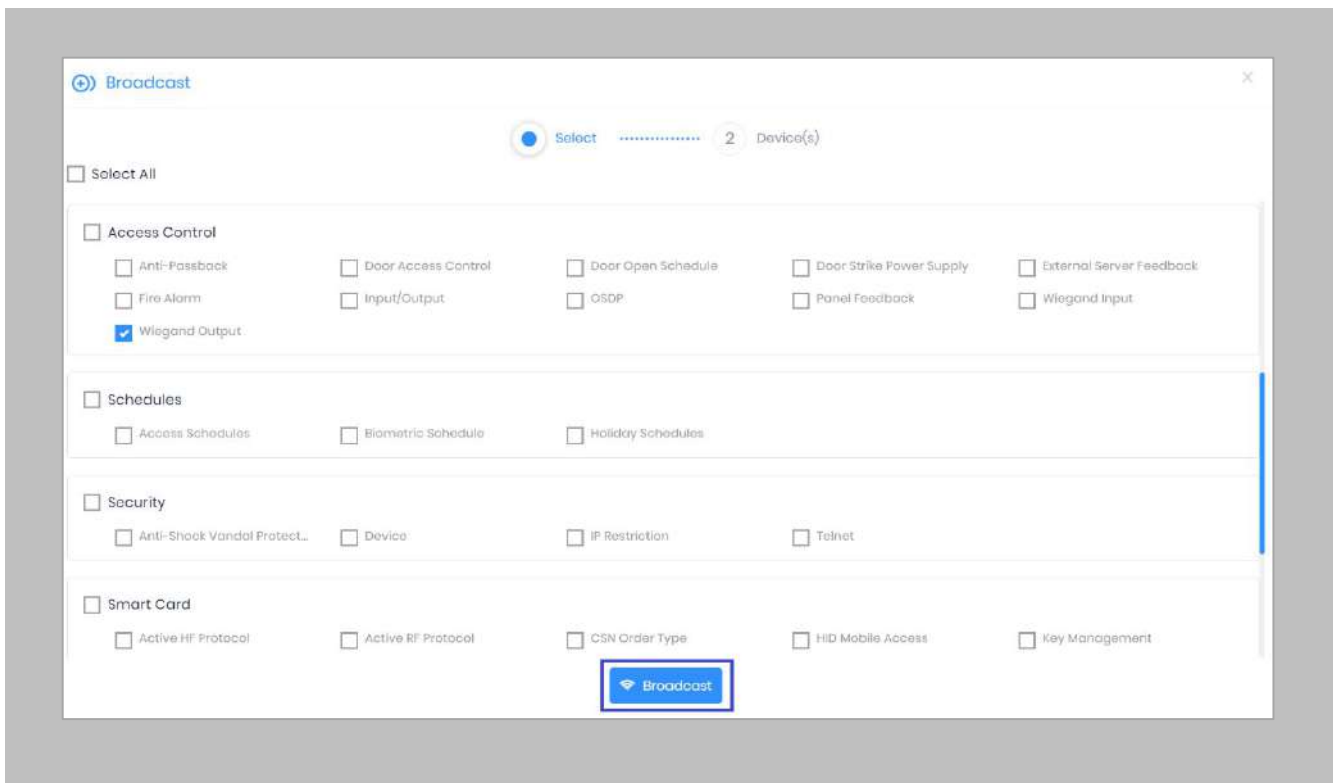 Broadcast
Select 2 Device(s)
Select All
Access Control
Anti-Passback Door Access Control Door Open Schedule Door Strike Power Supply External Server Feedback
Fire Alarm Input/Output OSDP Panel Feedback Wiegand Input
Wiegand Output
Schedules
Access Schedules Biometric Schedule Holiday Schedules
Security
Anti-Shock Vandal Protect... Device IP Restriction Telnet
Smart Card
Active HF Protocol Active RF Protocol CSN Order Type HID Mobile Access Key Management
Broadcast